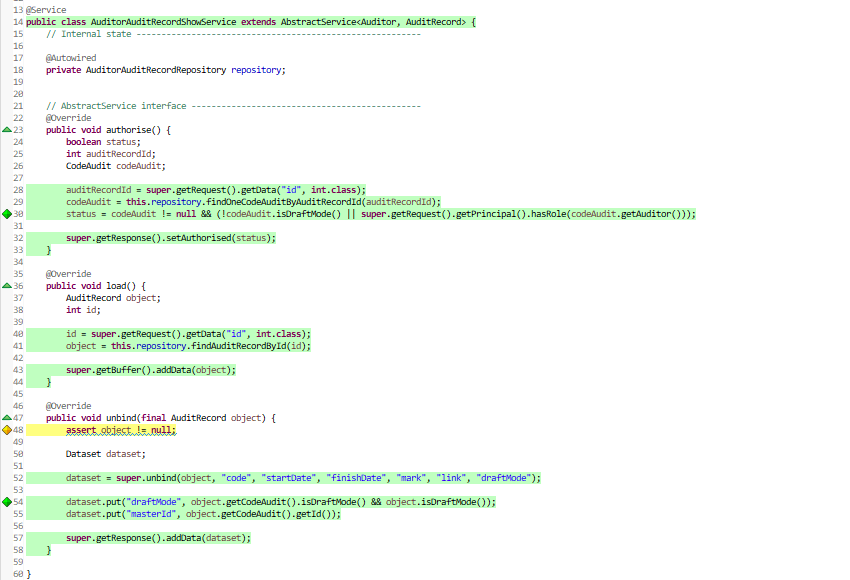 13 @Service
14 public class AuditorAuditRecordShowService extends AbstractService<Auditor, AuditRecord> {
15     // Internal state ---------------------------------------------------------
16
17     @Autowired
18     private AuditorAuditRecordRepository repository;
19
20
21     // AbstractService interface ----------------------------------------------
22     @Override
23     public void authorise() {
24         boolean status;
25         int auditRecordId;
26         CodeAudit codeAudit;
27
28         auditRecordId = super.getRequest().getData("id", int.class);
29         codeAudit = this.repository.findOneCodeAuditByAuditRecordId(auditRecordId);
30         status = codeAudit != null && (!codeAudit.isDraftMode() || super.getRequest().getPrincipal().hasRole(codeAudit.getAuditor()));
31
32         super.getResponse().setAuthorised(status);
33     }
34
35     @Override
36     public void load() {
37         AuditRecord object;
38         int id;
39
40         id = super.getRequest().getData("id", int.class);
41         object = this.repository.findAuditRecordById(id);
42
43         super.getBuffer().addData(object);
44     }
45
46     @Override
47     public void unbind(final AuditRecord object) {
48         assert object != null;
49
50         Dataset dataset;
51
52         dataset = super.unbind(object, "code", "startDate", "finishDate", "mark", "link", "draftMode");
53
54         dataset.put("draftMode", object.getCodeAudit().isDraftMode() && object.isDraftMode());
55         dataset.put("masterId", object.getCodeAudit().getId());
56
57         super.getResponse().addData(dataset);
58     }
59
60 }